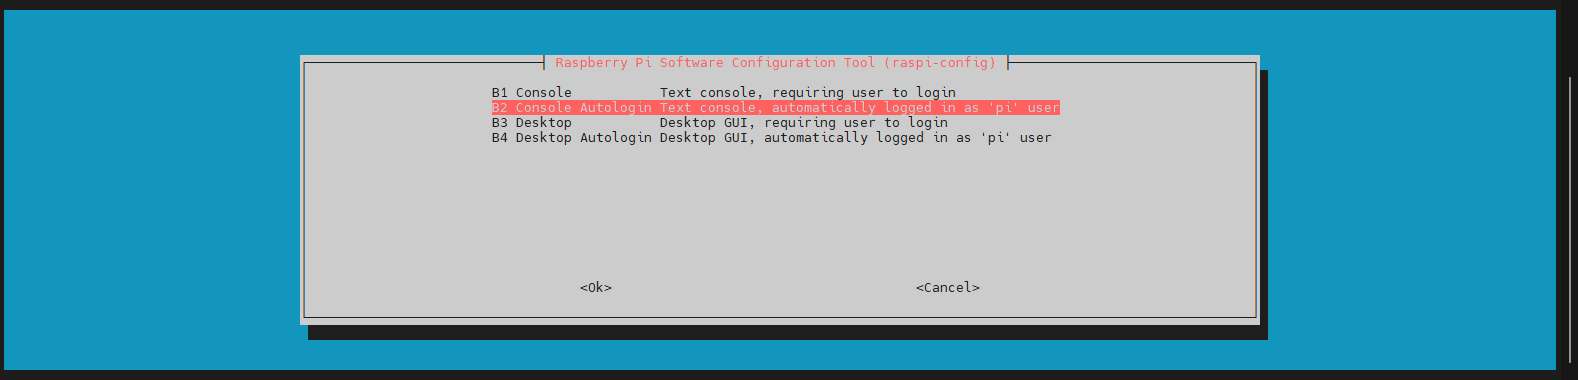 Raspberry Pi Software Configuration Tool (raspi-config)
B1 Console           Text console, requiring user to login
B2 Console Autologin Text console, automatically logged in as 'pi' user
B3 Desktop           Desktop GUI, requiring user to login
B4 Desktop Autologin Desktop GUI, automatically logged in as 'pi' user
<Ok>                                      <Cancel>